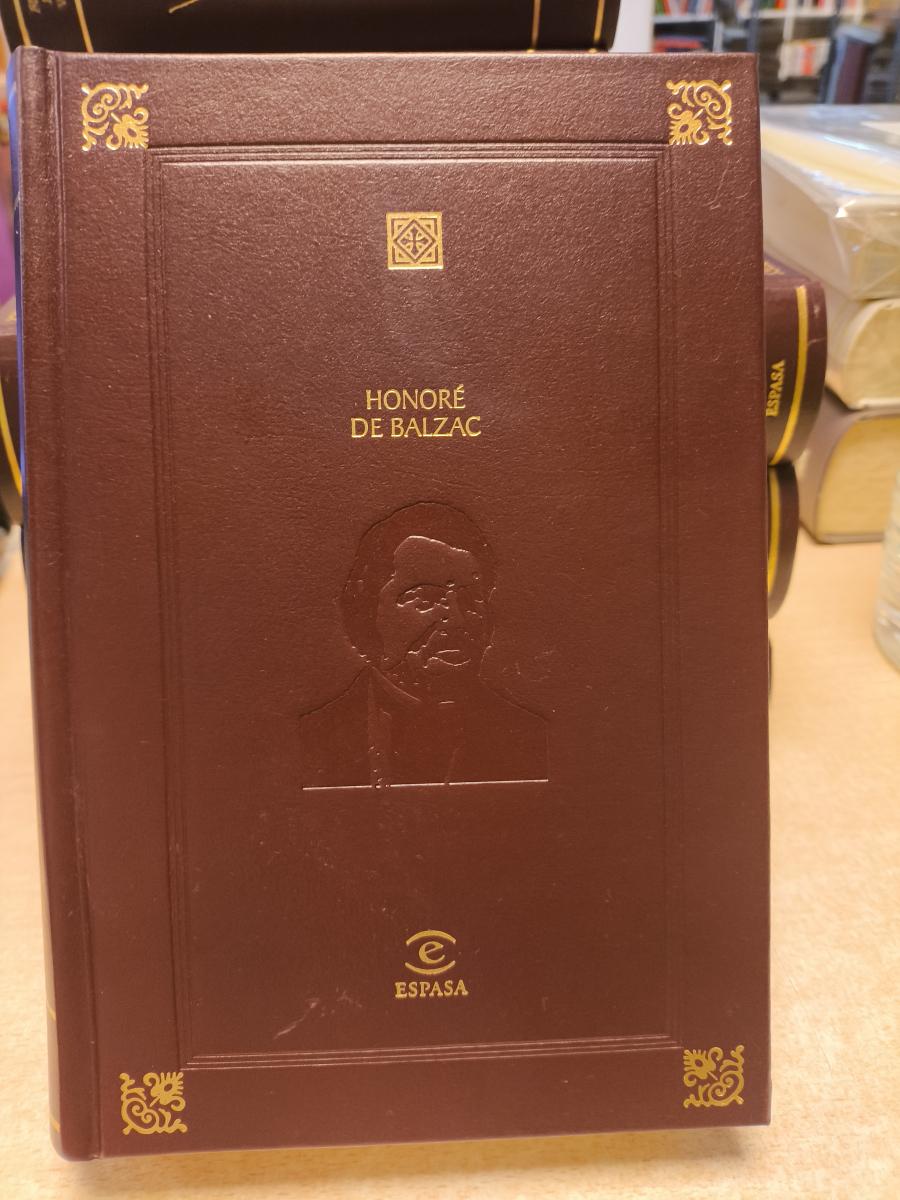 HONORÉ
DE BALZAC
e
ESPASA
ESPASA